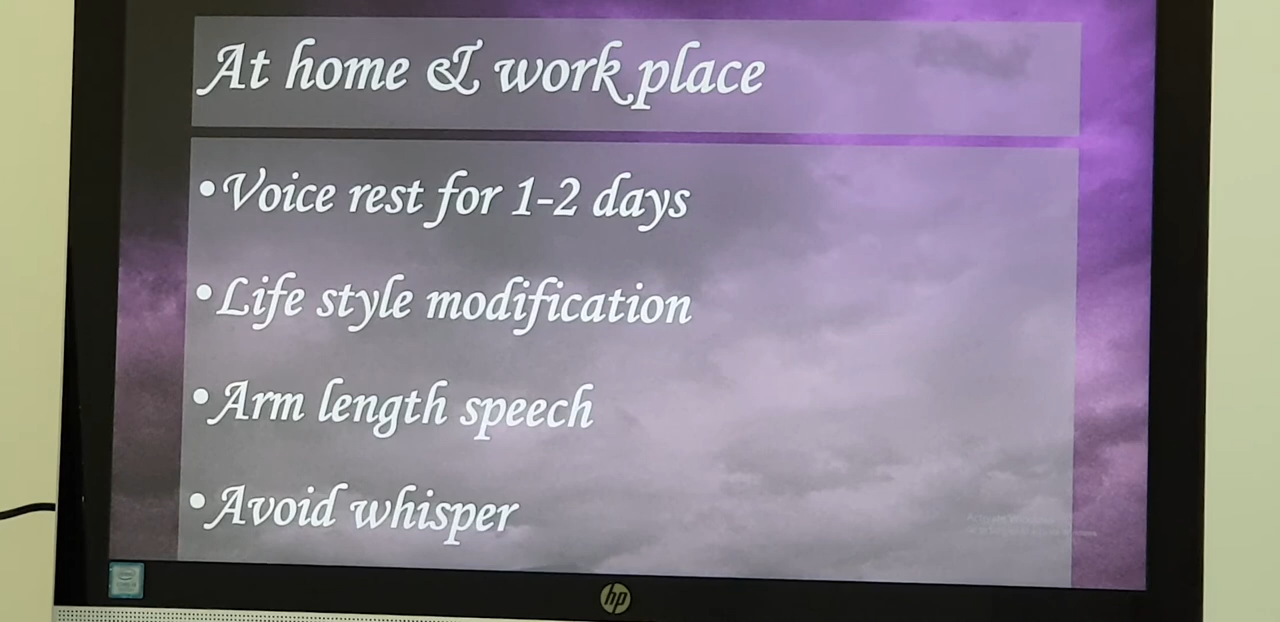 At home & work place
•Voice rest for 1-2 days
•Life style modification
•Arm length speech
•Avoid whisper
hp